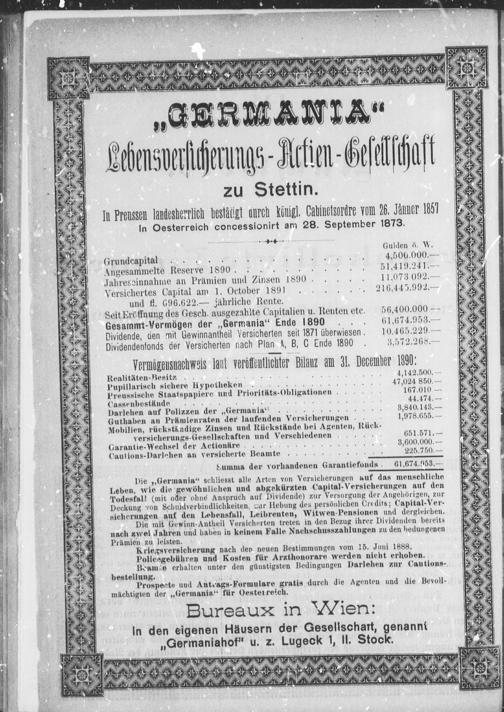 „GERMANIA“
Lebensversicherungs-Actien-Gesellschaft
zu Stettin.
In Preussen landesherrlich bestätigt durch königl. Cabinetsordre vom 26. Jänner 1857
In Oesterreich concessionirt am 28. September 1873.
Gulden ö. W.
Grundcapital . . . 4,500.000.—
Angesammelte Reserve 1890 . . . 51,419.241.—
Jahreseinnahme an Prämien und Zinsen 1890 . . . 11,073 092.—
Versichertes Capital am 1. October 1891 . . . 216,445.992.—
und fl. 696.622.— jährliche Rente.
Seit Eröffnung des Gesch. ausgezahlte Capitalien u. Renten etc. 56,400.000—
Gesammt-Vermögen der „Germania“ Ende 1890 . . . 61,674.953.—
Dividende, den mit Gewinnantheil Versicherten seit 1871 überwiesen . 10.465.229.—
Dividendenfonds der Versicherten nach Plan A, B, C Ende 1890 . 3,572.268.—
Vermögensnachweis laut veröffentlichter Bilanz am 31. December 1890:
Realitäten-Besitz . . . 4,142.500.—
Pupillarisch sichere Hypotheken . . . 47,024 850.—
Preussische Staatspapiere und Prioritäts-Obligationen . . . 167.010—
Cassenbestände . . . 44.474.—
Darlehen auf Polizzen der „Germania“ . . . 3,840.143.—
Guthaben an Prämienraten der laufenden Versicherungen . . . 1,978.655.—
Mobilien, rückständige Zinsen und Rückstände bei Agenten, Rück-
versicherungs-Gesellschaften und Verschiedenen . . . 651.571.—
Garantie-Wechsel der Actionäre . . . 3,600.000.—
Cautions-Darlehen an versicherte Beamte . . . 225.750.—
Summa der vorhandenen Garantiefonds . 61,674.953.—
Die „Germania“ schliesst alle Arten von Versicherungen auf das menschliche
Leben, wie die gewöhnlichen und abgekürzten Capital-Versicherungen auf den
Todesfall (mit oder ohne Anspruch auf Dividende) zur Versorgung der Angehörigen, zur
Deckung von Schuldverbindlichkeiten, zur Hebung des persönlichen Credits; Capital-Ver-
sicherungen auf den Lebensfall, Leibrenten, Witwen-Pensionen und dergleichen.
Die mit Gewinn-Antheil Versicherten treten in den Bezug ihrer Dividenden bereits
nach zwei Jahren und haben in keinem Falle Nachschusszahlungen zu den bedungenen
Prämien zu leisten.
Kriegsversicherung nach den neuen Bestimmungen vom 15. Juni 1888.
Polizegebühren und Kosten für Arzthonorare werden nicht erhoben.
Beamte erhalten unter den günstigsten Bedingungen Darlehen zur Cautions-
bestellung.
Prospecte und Antrags-Formulare gratis durch die Agenten und die Bevoll-
mächtigten der „Germania“ für Oesterreich.
Bureaux in Wien:
In den eigenen Häusern der Gesellschaft, genannt
„Germaniahof“ u. z. Lugeck 1, II. Stock.